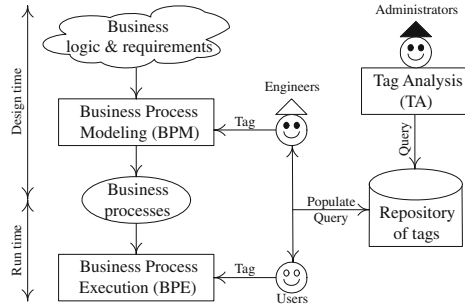 Administrators
Business
logic & requirements
Design time
Engineers
Tag Analysis
(TA)
Business Process
Modeling (BPM)
Tag
Query
Business
processes
Populate
Query
Repository
of tags
Run time
Business Process
Execution (BPE)
Tag
Users